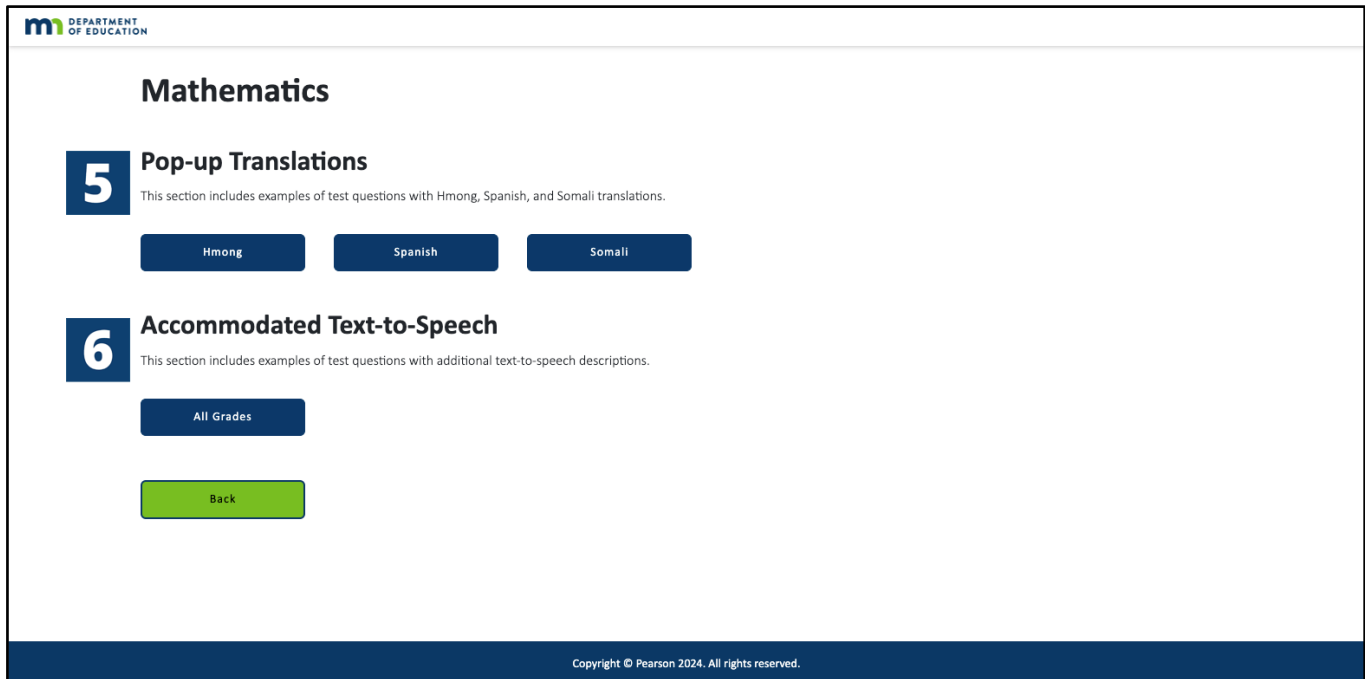 mn DEPARTMENT
OF EDUCATION
Mathematics
5
Pop-up Translations
This section includes examples of test questions with Hmong, Spanish, and Somali translations.
Hmong Spanish Somali
6
Accommodated Text-to-Speech
This section includes examples of test questions with additional text-to-speech descriptions.
All Grades
Back
Copyright © Pearson 2024. All rights reserved.